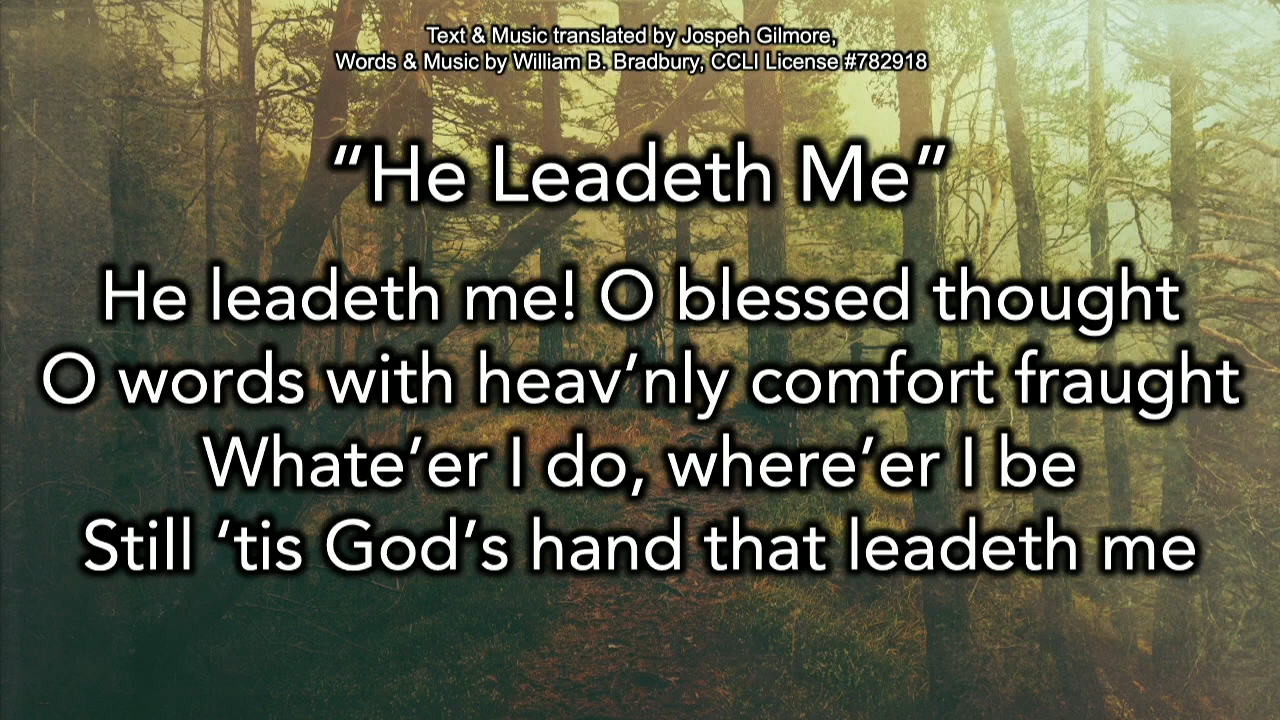 Text & Music translated by Jospeh Gilmore,
Words & Music by William B. Bradbury, CCLI License #782918
“He Leadeth Me”
He leadeth me! O blessed thought
O words with heav’nly comfort fraught
Whate’er I do, where’er I be
Still ‘tis God’s hand that leadeth me